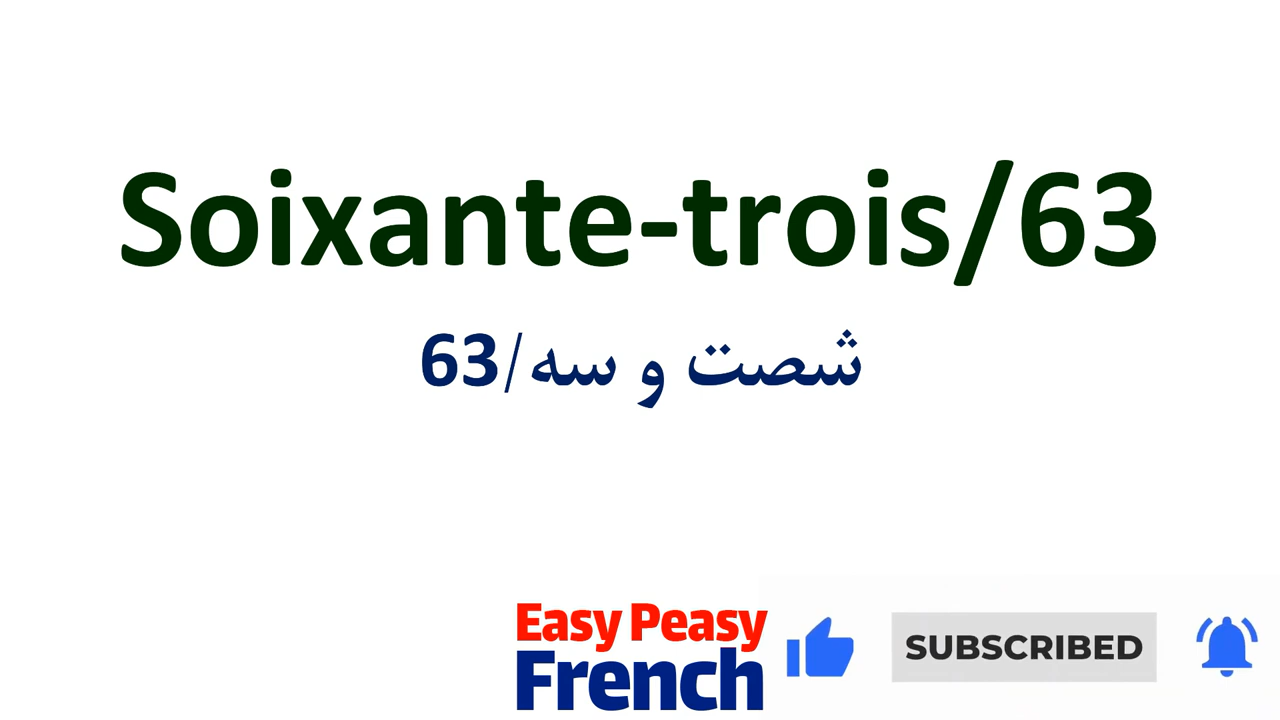 Soixante-trois/63
شصت و سه/63
Easy Peasy
French
SUBSCRIBED